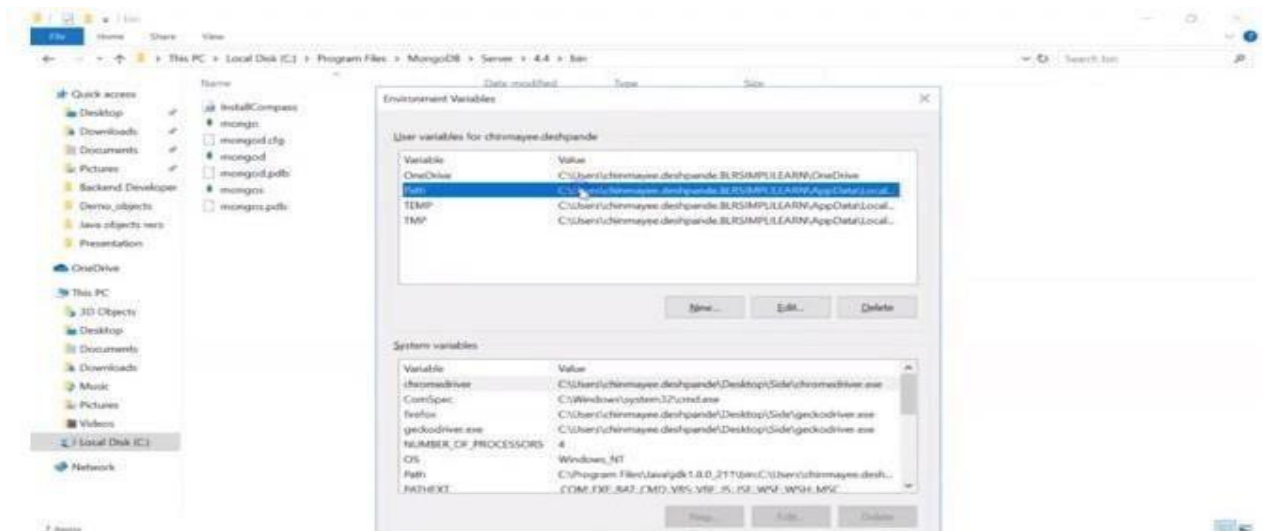 bin
File Home Share View
This PC > Local Disk (C:) > Program Files > MongoDB > Server > 4.4 > bin
Search bin
Name Date modified Type Size
Quick access
Desktop
Downloads
Documents
Pictures
Backend Developer
Demo_objects
Java objects vero
Presentation
OneDrive
This PC
3D Objects
Desktop
Documents
Downloads
Music
Pictures
Videos
Local Disk (C:)
Network
7 items
InstallCompass
mongo
mongod.cfg
mongod
mongod.pdb
mongos
mongos.pdb
Environment Variables
User variables for chinmayee.deshpande
Variable Value
OneDrive C:\Users\chinmayee.deshpande.BLRSIMPLILEARN\OneDrive
Path C:\Users\chinmayee.deshpande.BLRSIMPLILEARN\AppData\Local...
TEMP C:\Users\chinmayee.deshpande.BLRSIMPLILEARN\AppData\Local...
TMP C:\Users\chinmayee.deshpande.BLRSIMPLILEARN\AppData\Local...
New... Edit... Delete
System variables
Variable Value
chromedriver C:\Users\chinmayee.deshpande\Desktop\Side\chromedriver.exe
ComSpec C:\Windows\system32\cmd.exe
firefox C:\Users\chinmayee.deshpande\Desktop\Side\geckodriver.exe
geckodriver.exe C:\Users\chinmayee.deshpande\Desktop\Side\geckodriver.exe
NUMBER_OF_PROCESSORS 4
OS Windows_NT
Path C:\Program Files\Java\jdk1.8.0_211\bin;C:\Users\chinmayee.desh...
PATHEXT .COM;.EXE;.BAT;.CMD;.VBS;.VBE;.JS;.JSE;.WSF;.WSH;.MSC
New... Edit... Delete